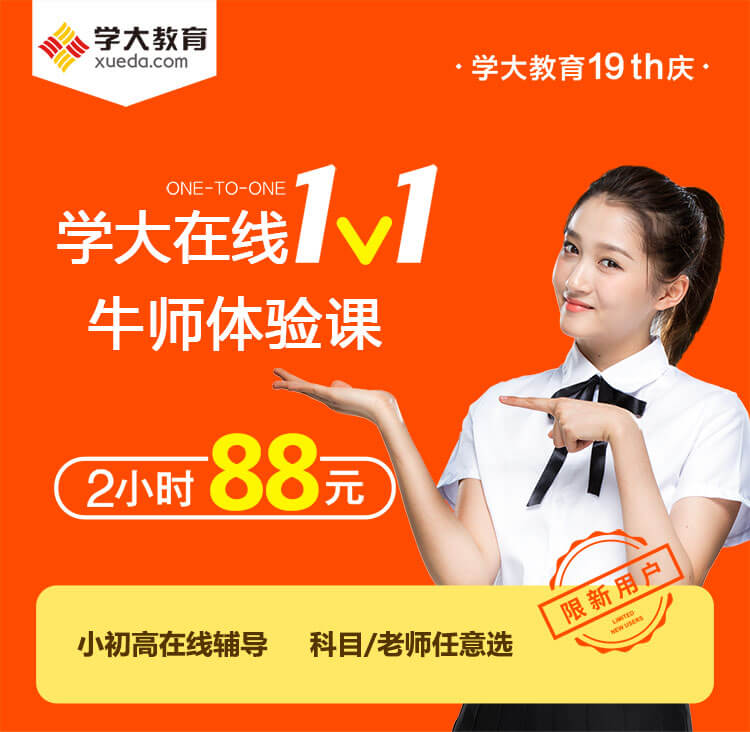 学大教育
xueda.com
·学大教育19th庆·
ONE-TO-ONE
学大在线1v1
牛师体验课
2小时88元
限新用户
LIMITED
NEW USERS
小初高在线辅导 科目/老师任意选